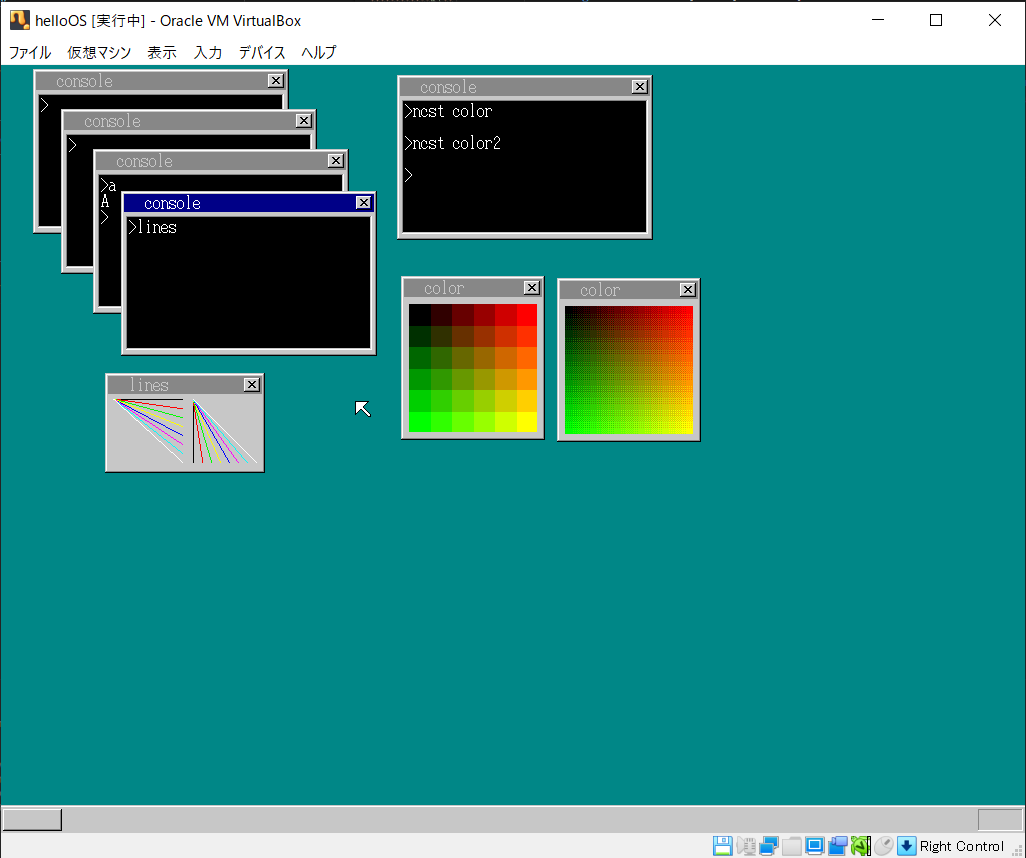 helloOS [実行中] - Oracle VM VirtualBox
ファイル 仮想マシン 表示 入力 デバイス ヘルプ
console
>
console
>
console
>a
A
>
console
>lines
console
>ncst color
>ncst color2
>
color
color
lines
Right Control